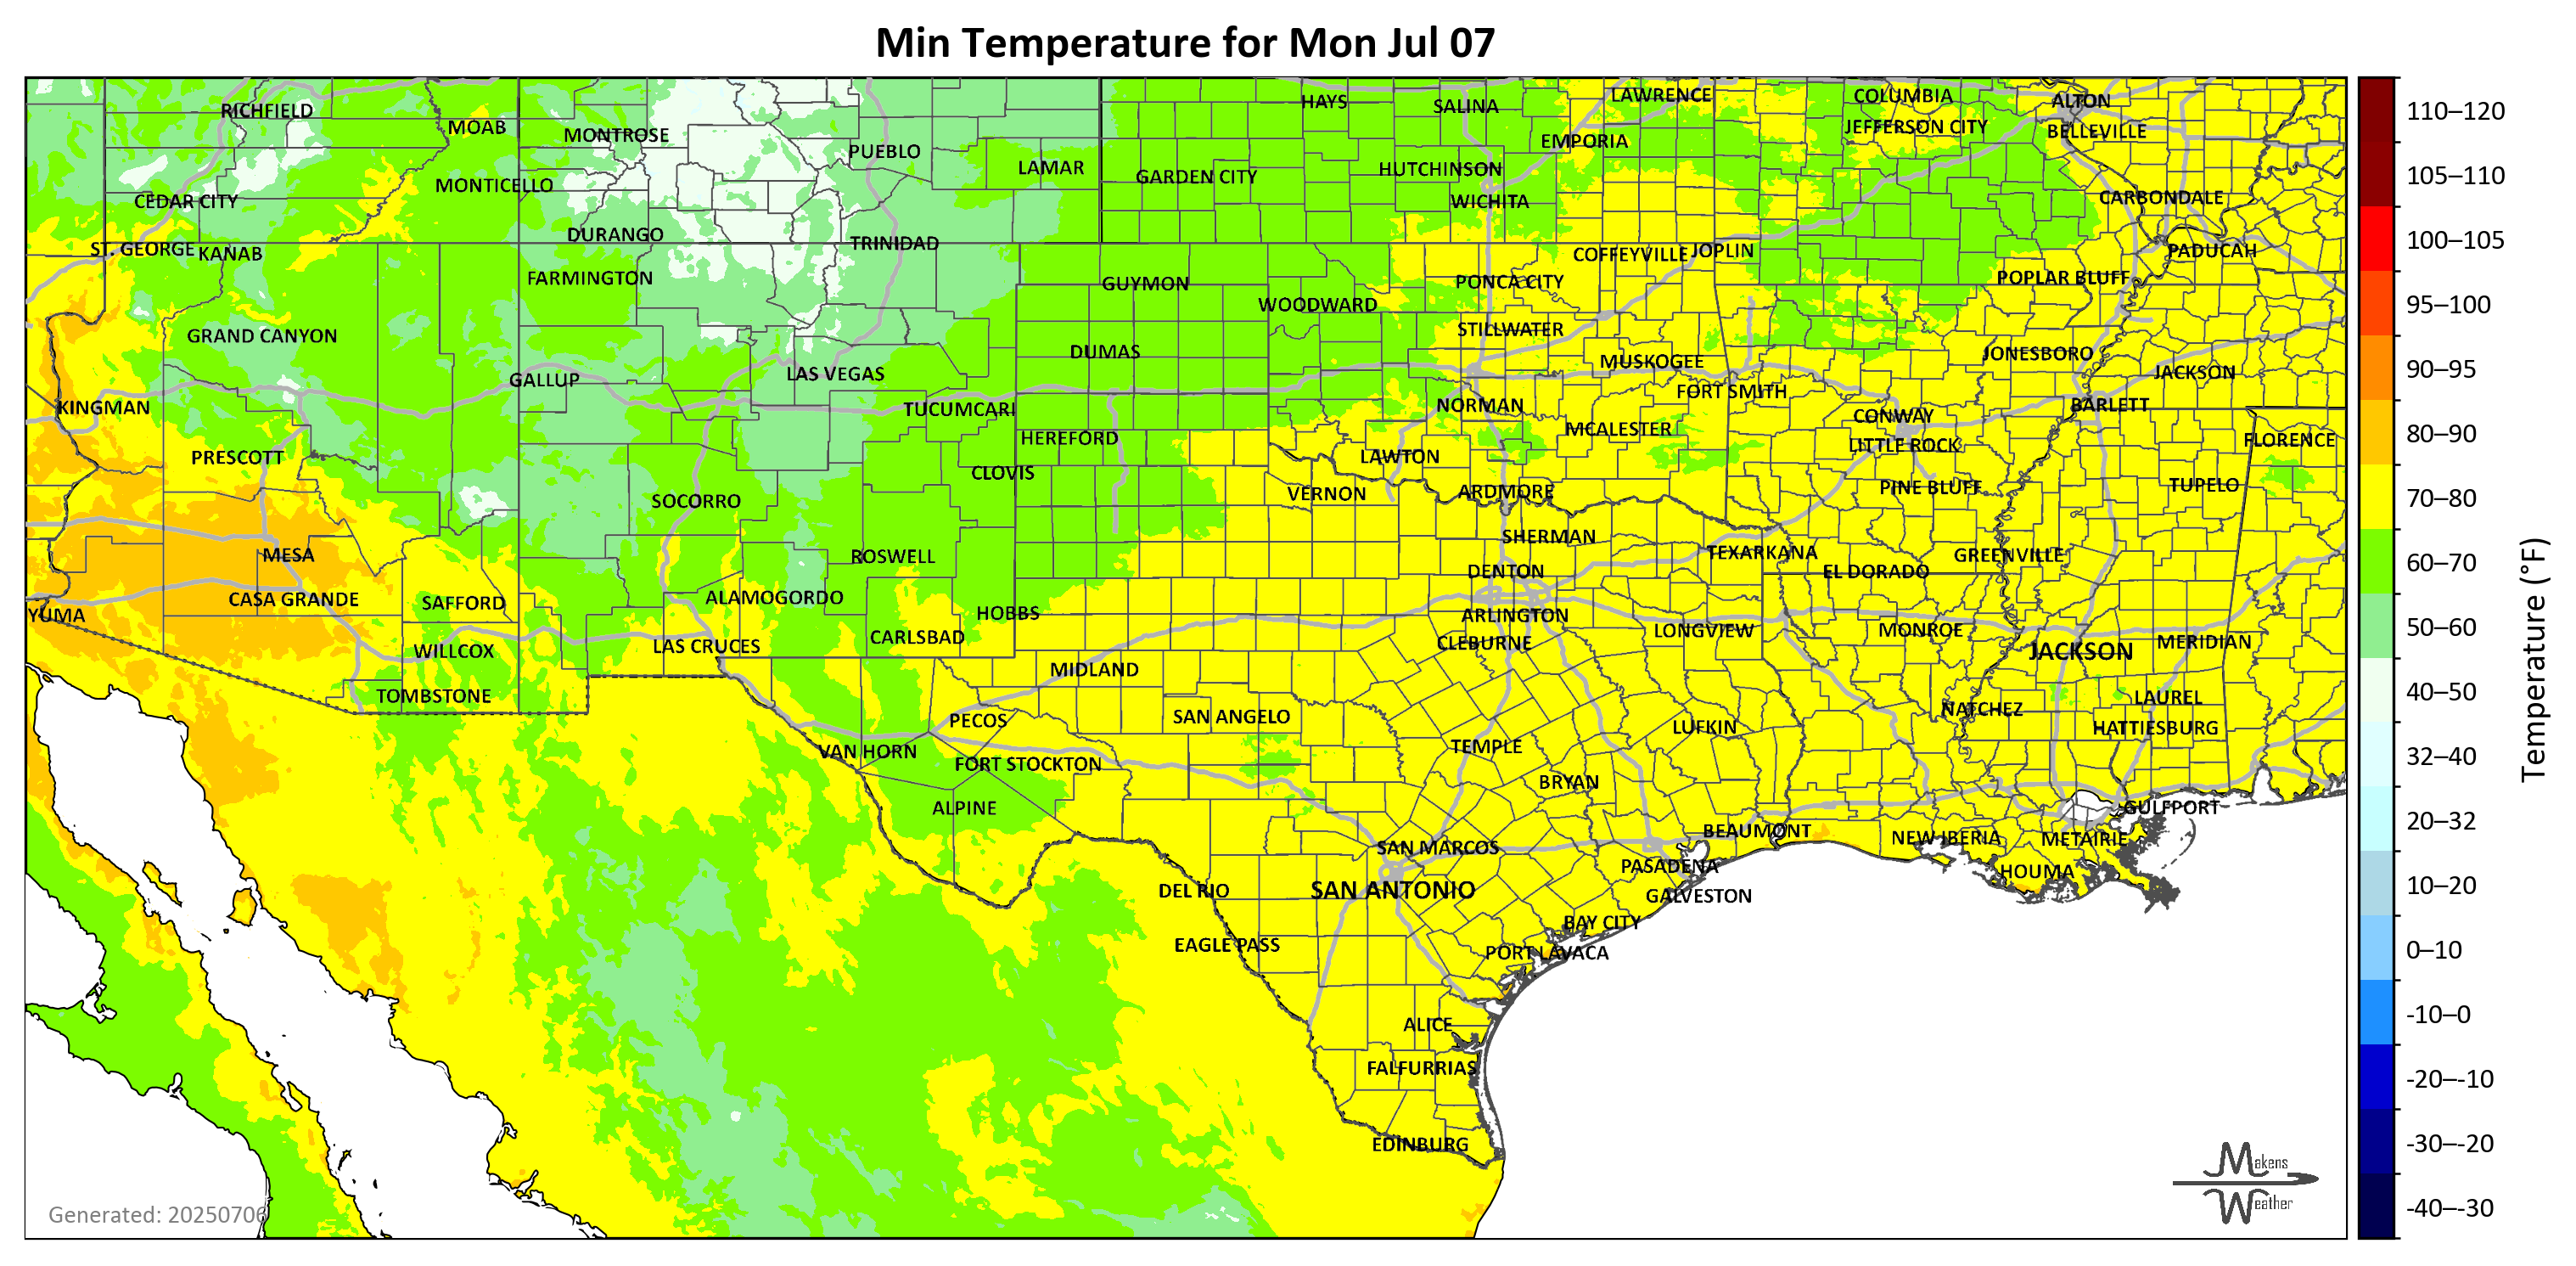 Min Temperature for Mon Jul 07
RICHFIELD
MOAB
MONTROSE
PUEBLO
LAMAR
HAYS
SALINA
LAWRENCE
COLUMBIA
ALTON
EMPORIA
JEFFERSON CITY
BELLEVILLE
CEDAR CITY
MONTICELLO
GARDEN CITY
HUTCHINSON
WICHITA
CARBONDALE
ST. GEORGE
KANAB
DURANGO
TRINIDAD
COFFEYVILLE
JOPLIN
PADUCAH
FARMINGTON
GUYMON
PONCA CITY
POPLAR BLUFF
WOODWARD
GRAND CANYON
STILLWATER
DUMAS
MUSKOGEE
JONESBORO
GALLUP
LAS VEGAS
FORT SMITH
JACKSON
KINGMAN
TUCUMCARI
NORMAN
CONWAY
BARLETT
HEREFORD
MCALESTER
LITTLE ROCK
FLORENCE
PRESCOTT
CLOVIS
LAWTON
SOCORRO
VERNON
ARDMORE
PINE BLUFF
TUPELO
MESA
ROSWELL
SHERMAN
TEXARKANA
GREENVILLE
CASA GRANDE
SAFFORD
ALAMOGORDO
DENTON
EL DORADO
YUMA
HOBBS
ARLINGTON
WILLCOX
LAS CRUCES
CARLSBAD
CLEBURNE
LONGVIEW
MONROE
JACKSON
MERIDIAN
TOMBSTONE
MIDLAND
LAUREL
PECOS
SAN ANGELO
LUFKIN
NATCHEZ
HATTIESBURG
VAN HORN
FORT STOCKTON
TEMPLE
BRYAN
ALPINE
GULFPORT
SAN MARCOS
BEAUMONT
NEW IBERIA
METAIRIE
DEL RIO
SAN ANTONIO
PASADENA
HOUMA
GALVESTON
EAGLE PASS
BAY CITY
PORT LAVACA
ALICE
FALFURRIAS
EDINBURG
Generated: 20250706
Makens
Weather
110–120
105–110
100–105
95–100
90–95
80–90
70–80
60–70
50–60
40–50
32–40
20–32
10–20
0–10
-10–0
-20–-10
-30–-20
-40–-30
Temperature (°F)